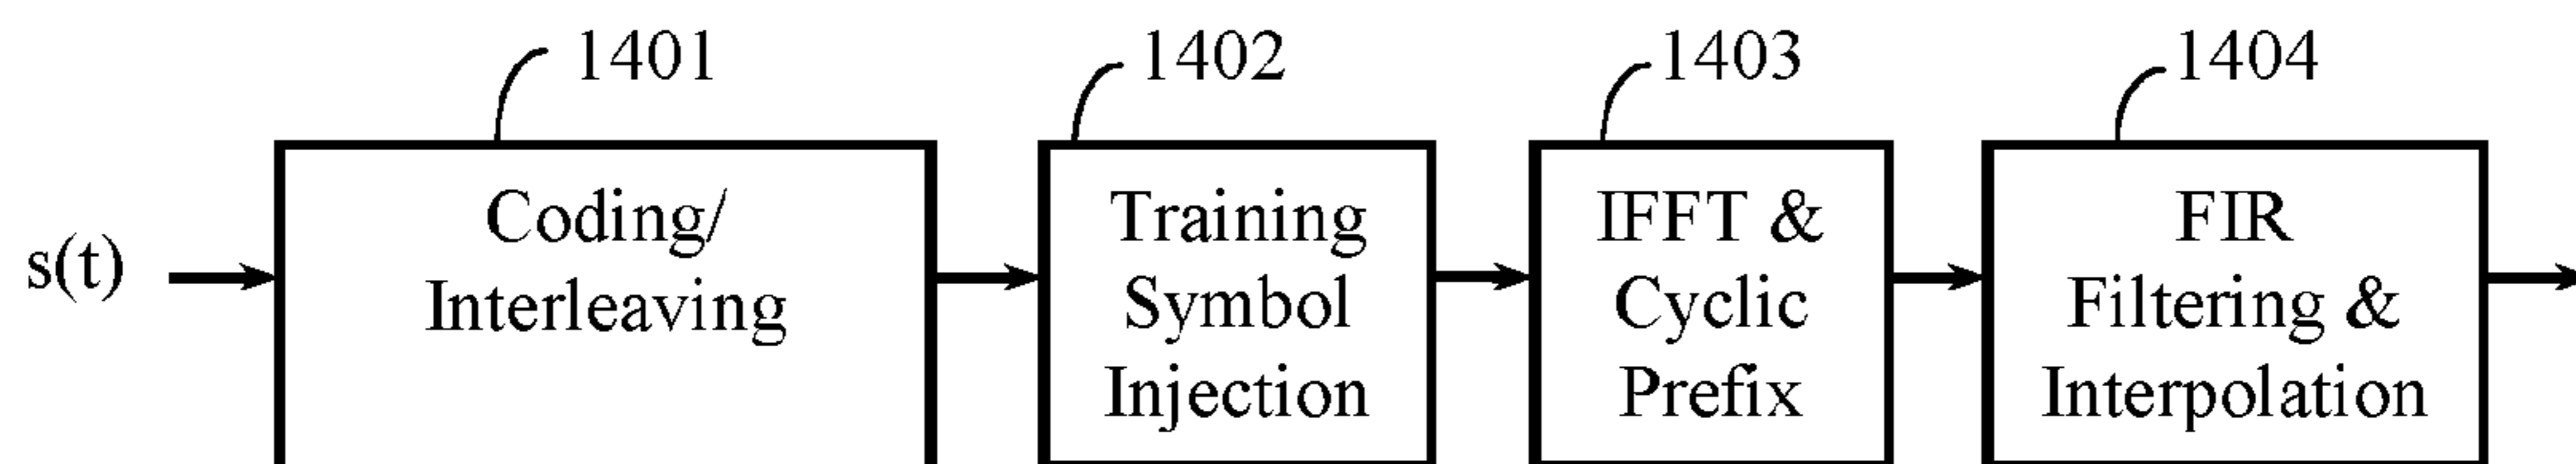 1401
1402
1403
1404
s(t)
Coding/
Interleaving
Training
Symbol
Injection
IFFT &
Cyclic
Prefix
FIR
Filtering &
Interpolation